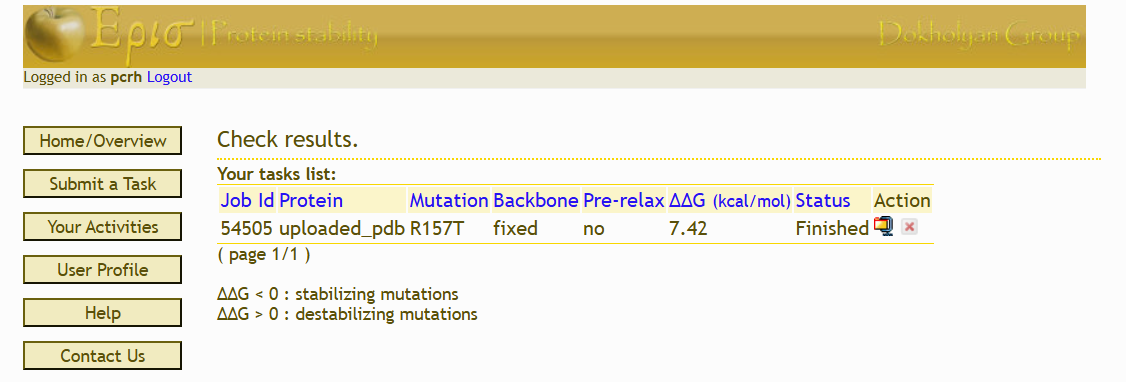 Ερισ | Protein stability Dokholyan Group
Logged in as pcrh Logout
Home/Overview
Submit a Task
Your Activities
User Profile
Help
Contact Us
Check results.
Your tasks list:
Job Id Protein Mutation Backbone Pre-relax ΔΔG (kcal/mol) Status Action
54505 uploaded_pdb R157T fixed no 7.42 Finished
( page 1/1 )
ΔΔG < 0 : stabilizing mutations
ΔΔG > 0 : destabilizing mutations